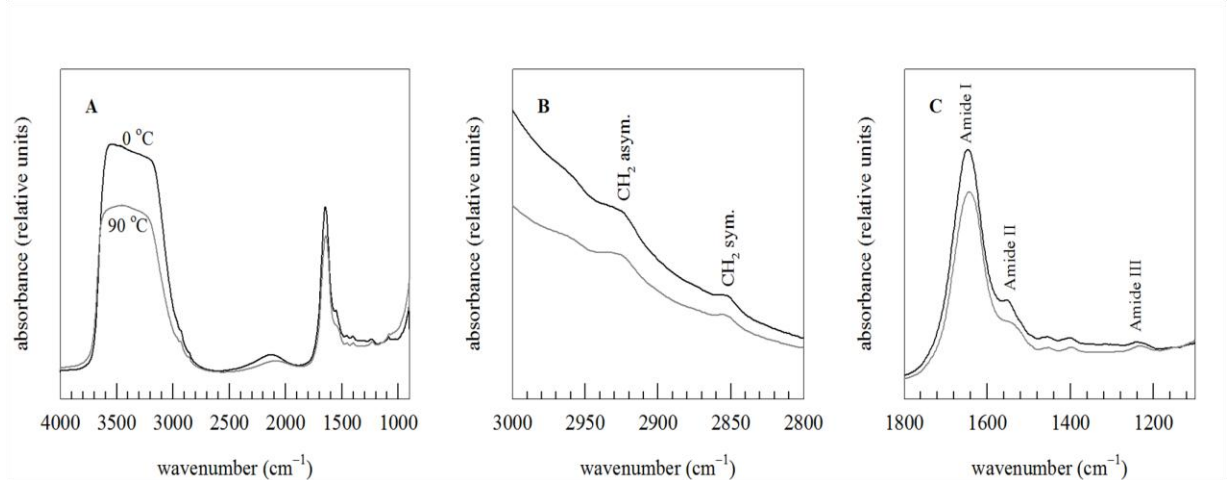 A
0 °C
90 °C
absorbance (relative units)
4000 3500 3000 2500 2000 1500 1000
wavenumber (cm⁻¹)
B
CH₂ asym.
CH₂ sym.
absorbance (relative units)
3000 2950 2900 2850 2800
wavenumber (cm⁻¹)
C
Amide I
Amide II
Amide III
absorbance (relative units)
1800 1600 1400 1200
wavenumber (cm⁻¹)